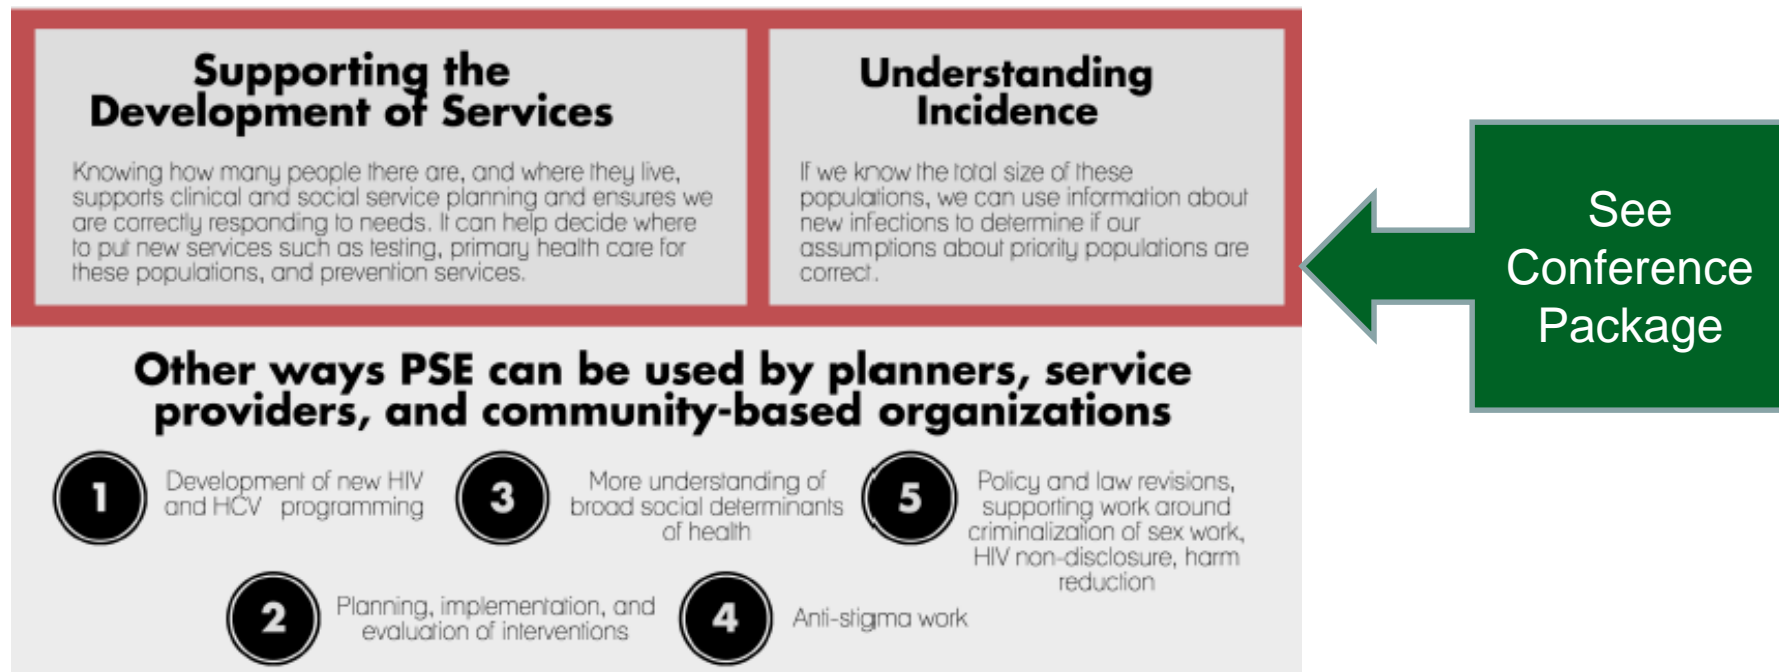 Supporting the
Development of Services
Knowing how many people there are, and where they live,
supports clinical and social service planning and ensures we
are correctly responding to needs. It can help decide where
to put new services such as testing, primary health care for
these populations, and prevention services.
Understanding
Incidence
If we know the total size of these
populations, we can use information about
new infections to determine if our
assumptions about priority populations are
correct.
See
Conference
Package
Other ways PSE can be used by planners, service
providers, and community-based organizations
1
Development of new HIV
and HCV programming
2
Planning, implementation, and
evaluation of interventions
3
More understanding of
broad social determinants
of health
4
Anti-stigma work
5
Policy and law revisions,
supporting work around
criminalization of sex work,
HIV non-disclosure, harm
reduction